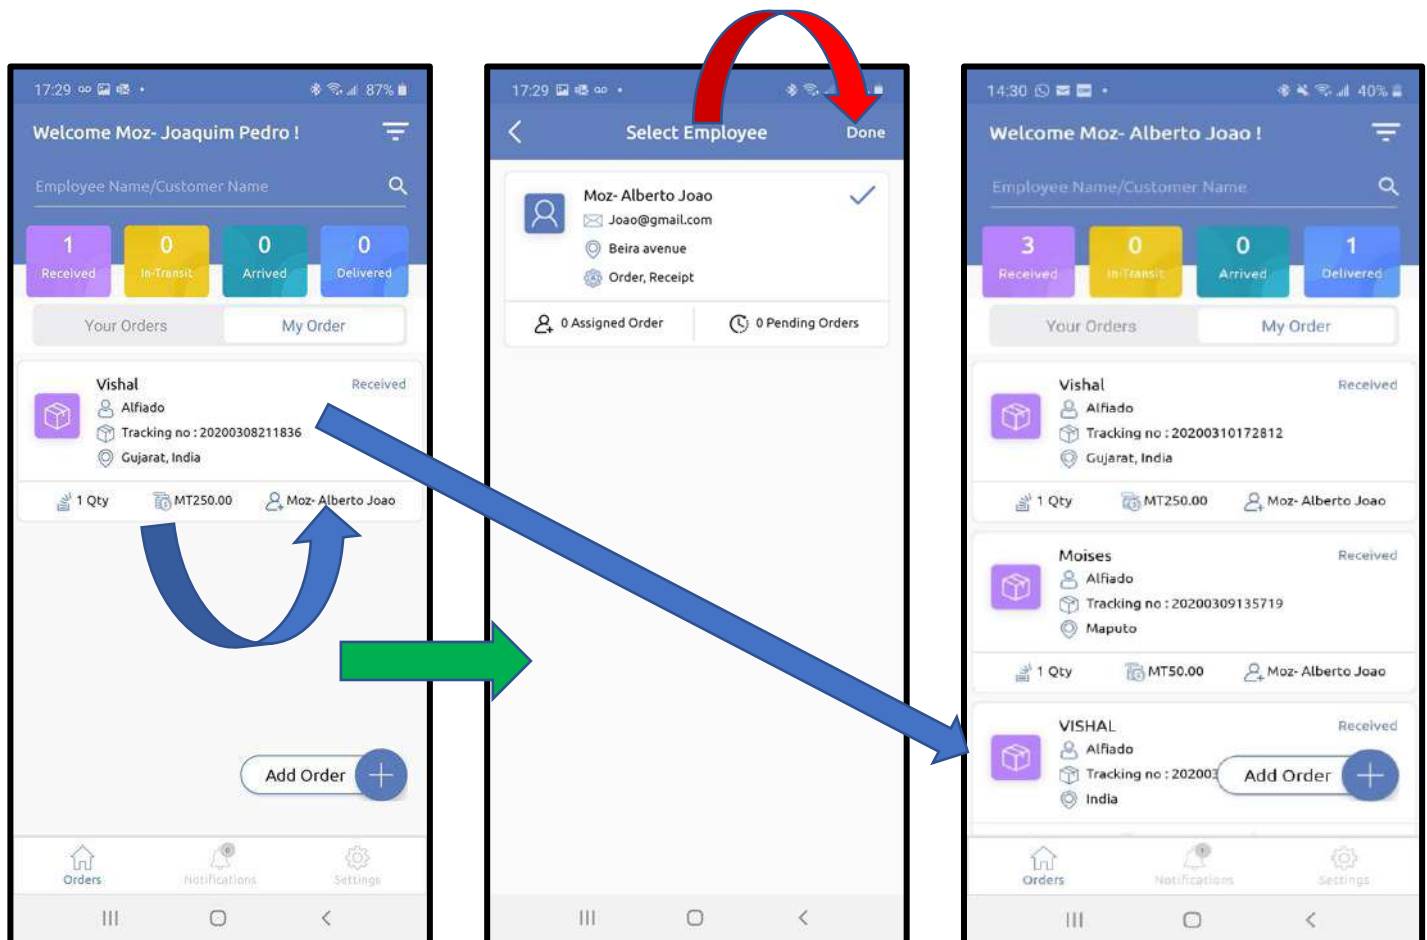 17:29
87%
Welcome Moz- Joaquim Pedro !
Employee Name/Customer Name
1
Received
0
In-Transit
0
Arrived
0
Delivered
Your Orders
My Order
Vishal
Received
Alfiado
Tracking no : 20200308211836
Gujarat, India
1 Qty
MT250.00
Moz- Alberto Joao
Add Order
0
Orders
Notifications
Settings
17:29
Select Employee
Done
Moz- Alberto Joao
Joao@gmail.com
Beira avenue
Order, Receipt
0 Assigned Order
0 Pending Orders
14:30
40%
Welcome Moz- Alberto Joao !
Employee Name/Customer Name
3
Received
0
In-Transit
0
Arrived
1
Delivered
Your Orders
My Order
Vishal
Received
Alfiado
Tracking no : 20200310172812
Gujarat, India
1 Qty
MT250.00
Moz- Alberto Joao
Moises
Received
Alfiado
Tracking no : 20200309135719
Maputo
1 Qty
MT50.00
Moz- Alberto Joao
VISHAL
Received
Alfiado
Tracking no : 202003
Add Order
India
Orders
Notifications
Settings